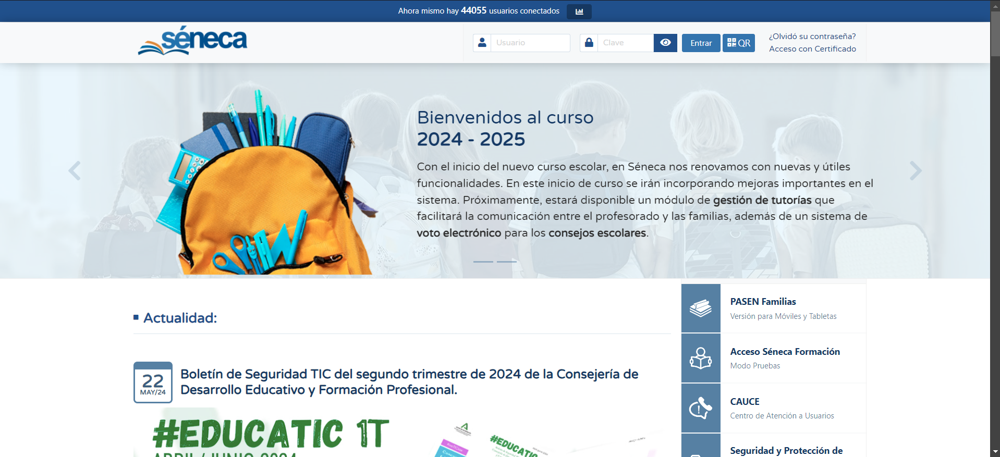 Ahora mismo hay 44055 usuarios conectados
séneca
Usuario
Clave
Entrar
QR
¿Olvidó su contraseña?
Acceso con Certificado
Bienvenidos al curso
2024 - 2025
Con el inicio del nuevo curso escolar, en Séneca nos renovamos con nuevas y útiles
funcionalidades. En este inicio de curso se irán incorporando mejoras importantes en el
sistema. Próximamente, estará disponible un módulo de gestión de tutorías que
facilitará la comunicación entre el profesorado y las familias, además de un sistema de
voto electrónico para los consejos escolares.
Actualidad:
22
MAY/24
Boletín de Seguridad TIC del segundo trimestre de 2024 de la Consejería de
Desarrollo Educativo y Formación Profesional.
#EDUCATIC 1T
ABRIL/JUNIO 2024
#EDUCATIC
PASEN Familias
Versión para Móviles y Tabletas
Acceso Séneca Formación
Modo Pruebas
CAUCE
Centro de Atención a Usuarios
Seguridad y Protección de